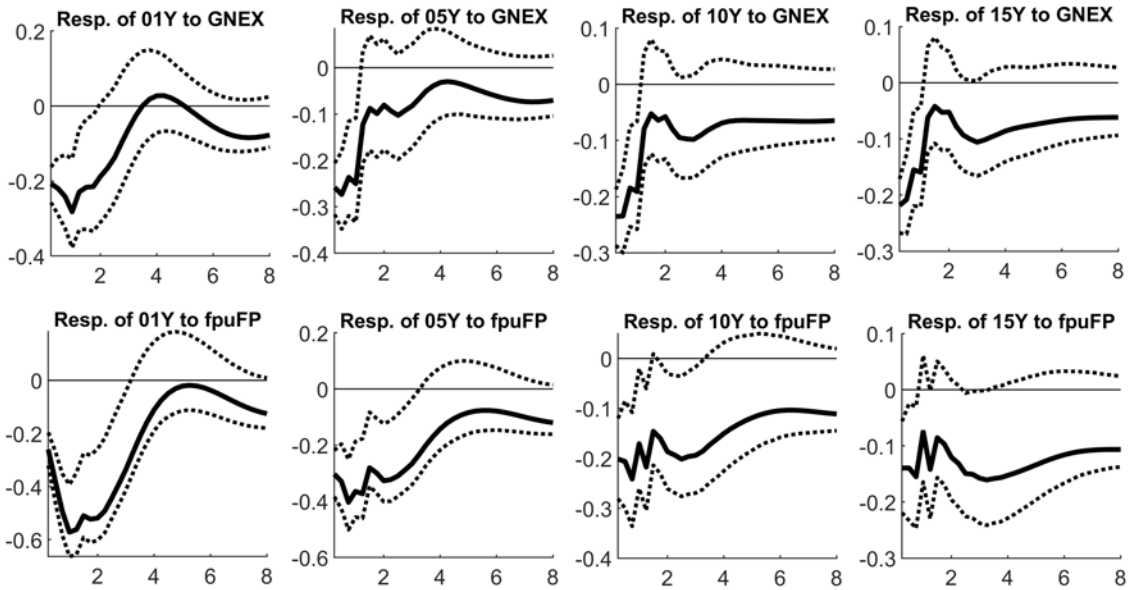 Resp. of 01Y to GNEX
0.2
0
-0.2
-0.4
2 4 6 8
Resp. of 05Y to GNEX
0
-0.1
-0.2
-0.3
-0.4
2 4 6 8
Resp. of 10Y to GNEX
0.1
0
-0.1
-0.2
-0.3
2 4 6 8
Resp. of 15Y to GNEX
0.1
0
-0.1
-0.2
-0.3
2 4 6 8
Resp. of 01Y to fpuFP
0
-0.2
-0.4
-0.6
2 4 6 8
Resp. of 05Y to fpuFP
0.2
0
-0.2
-0.4
-0.6
2 4 6 8
Resp. of 10Y to fpuFP
0
-0.1
-0.2
-0.3
-0.4
2 4 6 8
Resp. of 15Y to fpuFP
0.1
0
-0.1
-0.2
-0.3
2 4 6 8